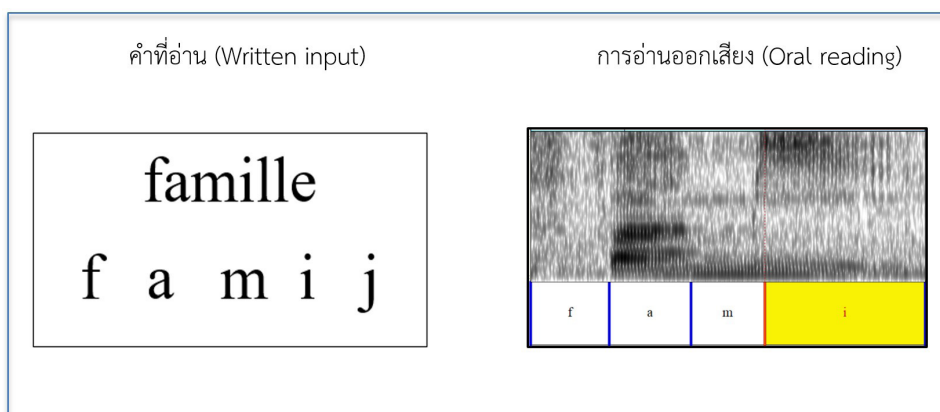 คำที่อ่าน (Written input)
การอ่านออกเสียง (Oral reading)
famille
f a m i j
f a m i